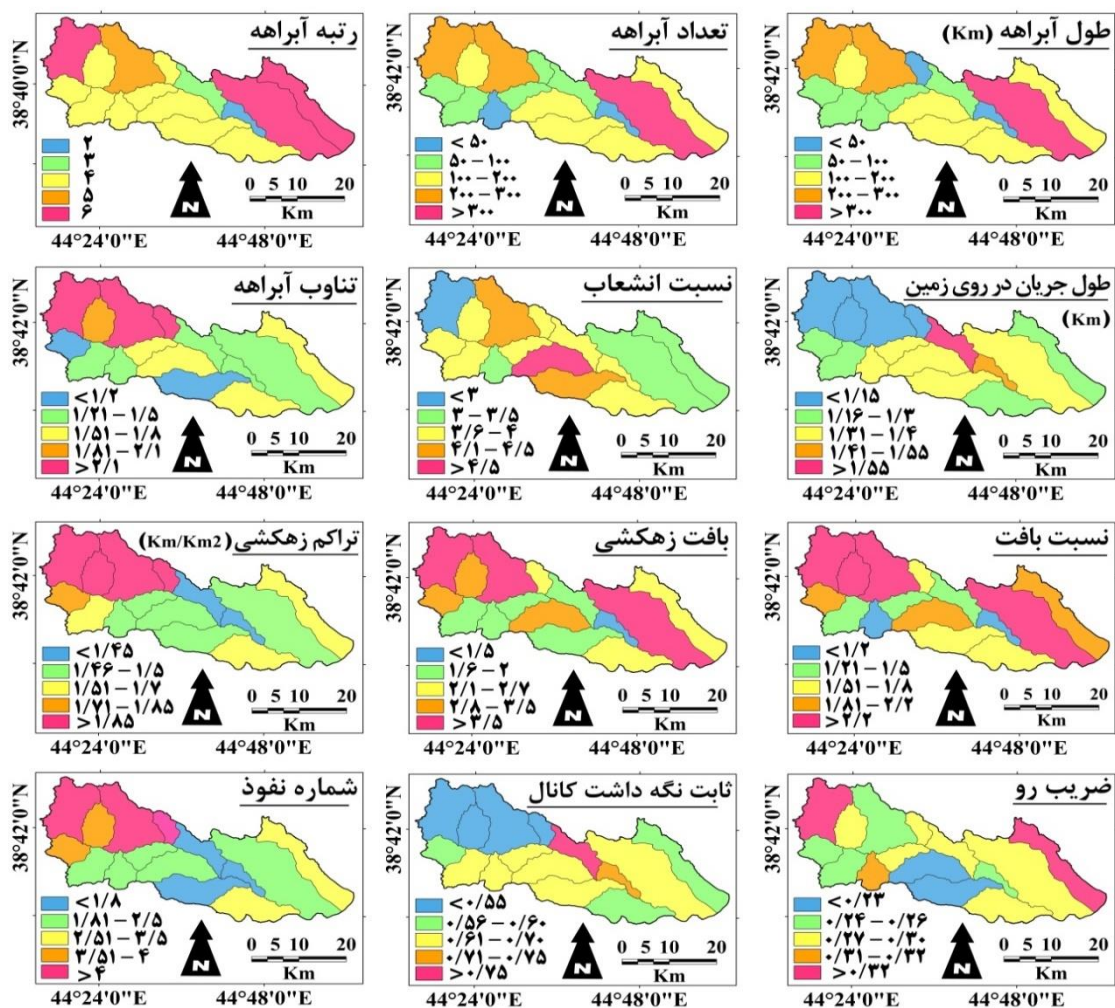 رتبه آبراهه
38°40'0"N
۲
۳
۴
۵
۶
N
0 5 10 20
Km
44°24'0"E 44°48'0"E
تعداد آبراهه
38°42'0"N
< ۵۰
۵۰ – ۱۰۰
۱۰۰ – ۲۰۰
۲۰۰ – ۳۰۰
>۳۰۰
N
0 5 10 20
Km
44°24'0"E 44°48'0"E
طول آبراهه (Km)
38°42'0"N
< ۵۰
۵۰ – ۱۰۰
۱۰۰ – ۲۰۰
۲۰۰ – ۳۰۰
>۳۰۰
N
0 5 10 20
Km
44°24'0"E 44°48'0"E
تناوب آبراهه
38°42'0"N
<۱/۲
۱/۲۱ – ۱/۵
۱/۵۱ – ۱/۸
۱/۸۱ – ۲/۱
>۲/۱
N
0 5 10 20
Km
44°24'0"E 44°48'0"E
نسبت انشعاب
38°42'0"N
<۳
۳ – ۳/۵
۳/۶ – ۴
۴/۱ – ۴/۵
>۴/۵
N
0 5 10 20
Km
44°24'0"E 44°48'0"E
طول جریان در روی زمین
(Km)
38°42'0"N
<۱/۱۵
۱/۱۶ – ۱/۳
۱/۳۱ – ۱/۴
۱/۴۱ – ۱/۵۵
>۱/۵۵
N
0 5 10 20
Km
44°24'0"E 44°48'0"E
تراکم زهکشی (Km/Km2)
38°42'0"N
<۱/۴۵
۱/۴۶ – ۱/۵
۱/۵۱ – ۱/۷
۱/۷۱ – ۱/۸۵
>۱/۸۵
N
0 5 10 20
Km
44°24'0"E 44°48'0"E
بافت زهکشی
38°42'0"N
<۱/۵
۱/۶ – ۲
۲/۱ – ۲/۷
۲/۸ – ۳/۵
>۳/۵
N
0 5 10 20
Km
44°24'0"E 44°48'0"E
نسبت بافت
38°42'0"N
<۱/۲
۱/۲۱ – ۱/۵
۱/۵۱ – ۱/۸
۱/۸۱ – ۲/۲
>۲/۲
N
0 5 10 20
Km
44°24'0"E 44°48'0"E
شماره نفوذ
38°42'0"N
<۱/۸
۱/۸۱ – ۲/۵
۲/۵۱ – ۳/۵
۳/۵۱ – ۴
>۴
N
0 5 10 20
Km
44°24'0"E 44°48'0"E
ثابت نگه داشت کانال
38°42'0"N
<۰/۵۵
۰/۵۶ – ۰/۶۰
۰/۶۱ – ۰/۷۰
۰/۷۱ – ۰/۷۵
>۰/۷۵
N
0 5 10 20
Km
44°24'0"E 44°48'0"E
ضریب رو
38°42'0"N
<۰/۲۳
۰/۲۴ – ۰/۲۶
۰/۲۷ – ۰/۳۰
۰/۳۱ – ۰/۳۲
>۰/۳۲
N
0 5 10 20
Km
44°24'0"E 44°48'0"E